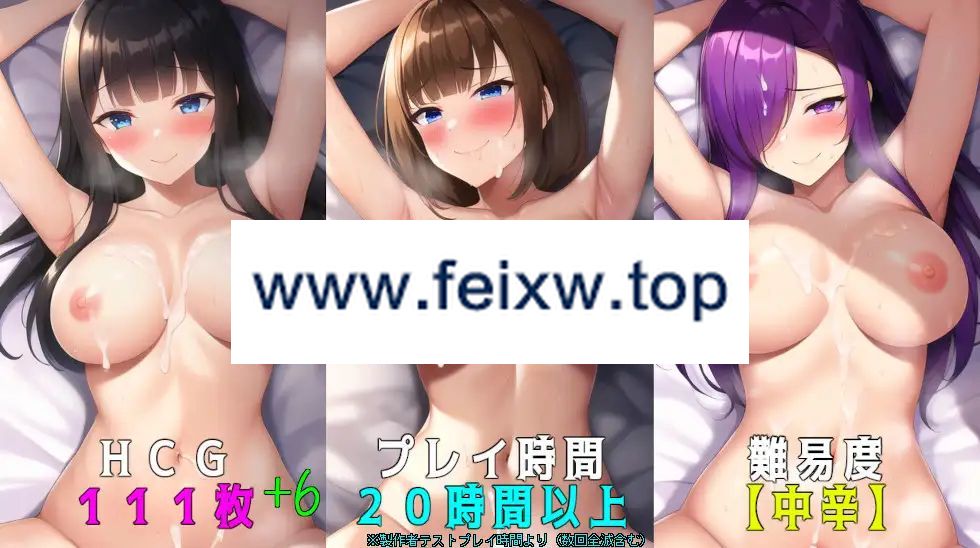 www.feixw.top
HCG
111枚+6
プレイ時間
20時間以上
※製作者テストプレイ時間より（数回全滅含む）
難易度
【中辛】